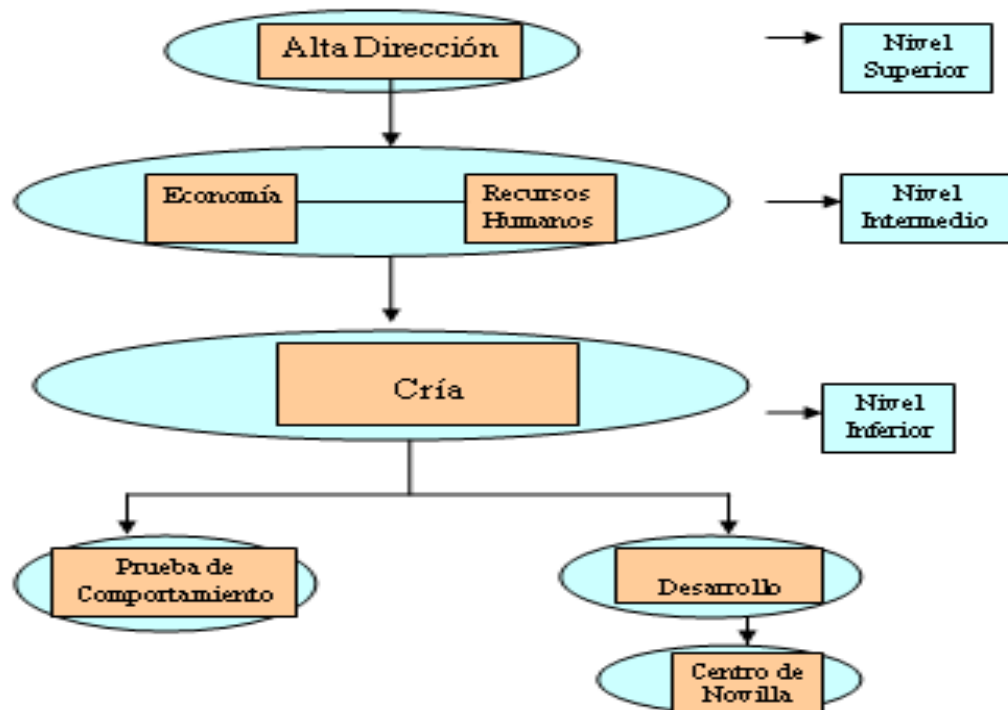 Alta Dirección
Nivel
Superior
Economía
Recursos
Humanos
Nivel
Intermedio
Cría
Nivel
Inferior
Prueba de
Comportamiento
Desarrollo
Centro de
Novilla